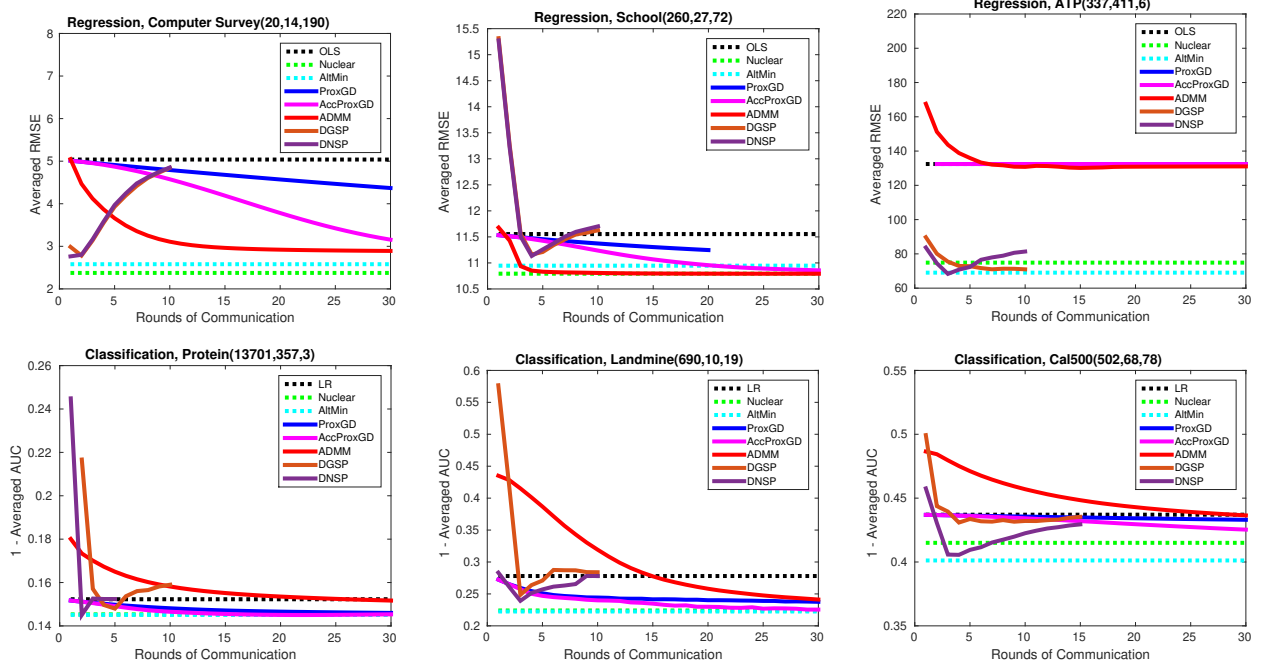 Regression, Computer Survey(20,14,190)
8
7
6
5
4
3
2
Averaged RMSE
0
5
10
15
20
25
30
Rounds of Communication
OLS
Nuclear
AltMin
ProxGD
AccProxGD
ADMM
DGSP
DNSP
Regression, School(260,27,72)
15.5
15
14.5
14
13.5
13
12.5
12
11.5
11
10.5
Averaged RMSE
0
5
10
15
20
25
30
Rounds of Communication
OLS
Nuclear
AltMin
ProxGD
AccProxGD
ADMM
DGSP
DNSP
Regression, ATP(337,411,6)
220
200
180
160
140
120
100
80
60
Averaged RMSE
0
5
10
15
20
25
30
Rounds of Communication
OLS
Nuclear
AltMin
ProxGD
AccProxGD
ADMM
DGSP
DNSP
Classification, Protein(13701,357,3)
0.26
0.24
0.22
0.2
0.18
0.16
0.14
1 - Averaged AUC
0
5
10
15
20
25
30
Rounds of Communication
LR
Nuclear
AltMin
ProxGD
AccProxGD
ADMM
DGSP
DNSP
Classification, Landmine(690,10,19)
0.6
0.55
0.5
0.45
0.4
0.35
0.3
0.25
0.2
1 - Averaged AUC
0
5
10
15
20
25
30
Rounds of Communication
LR
Nuclear
AltMin
ProxGD
AccProxGD
ADMM
DGSP
DNSP
Classification, Cal500(502,68,78)
0.55
0.5
0.45
0.4
0.35
1 - Averaged AUC
0
5
10
15
20
25
30
Rounds of Communication
LR
Nuclear
AltMin
ProxGD
AccProxGD
ADMM
DGSP
DNSP